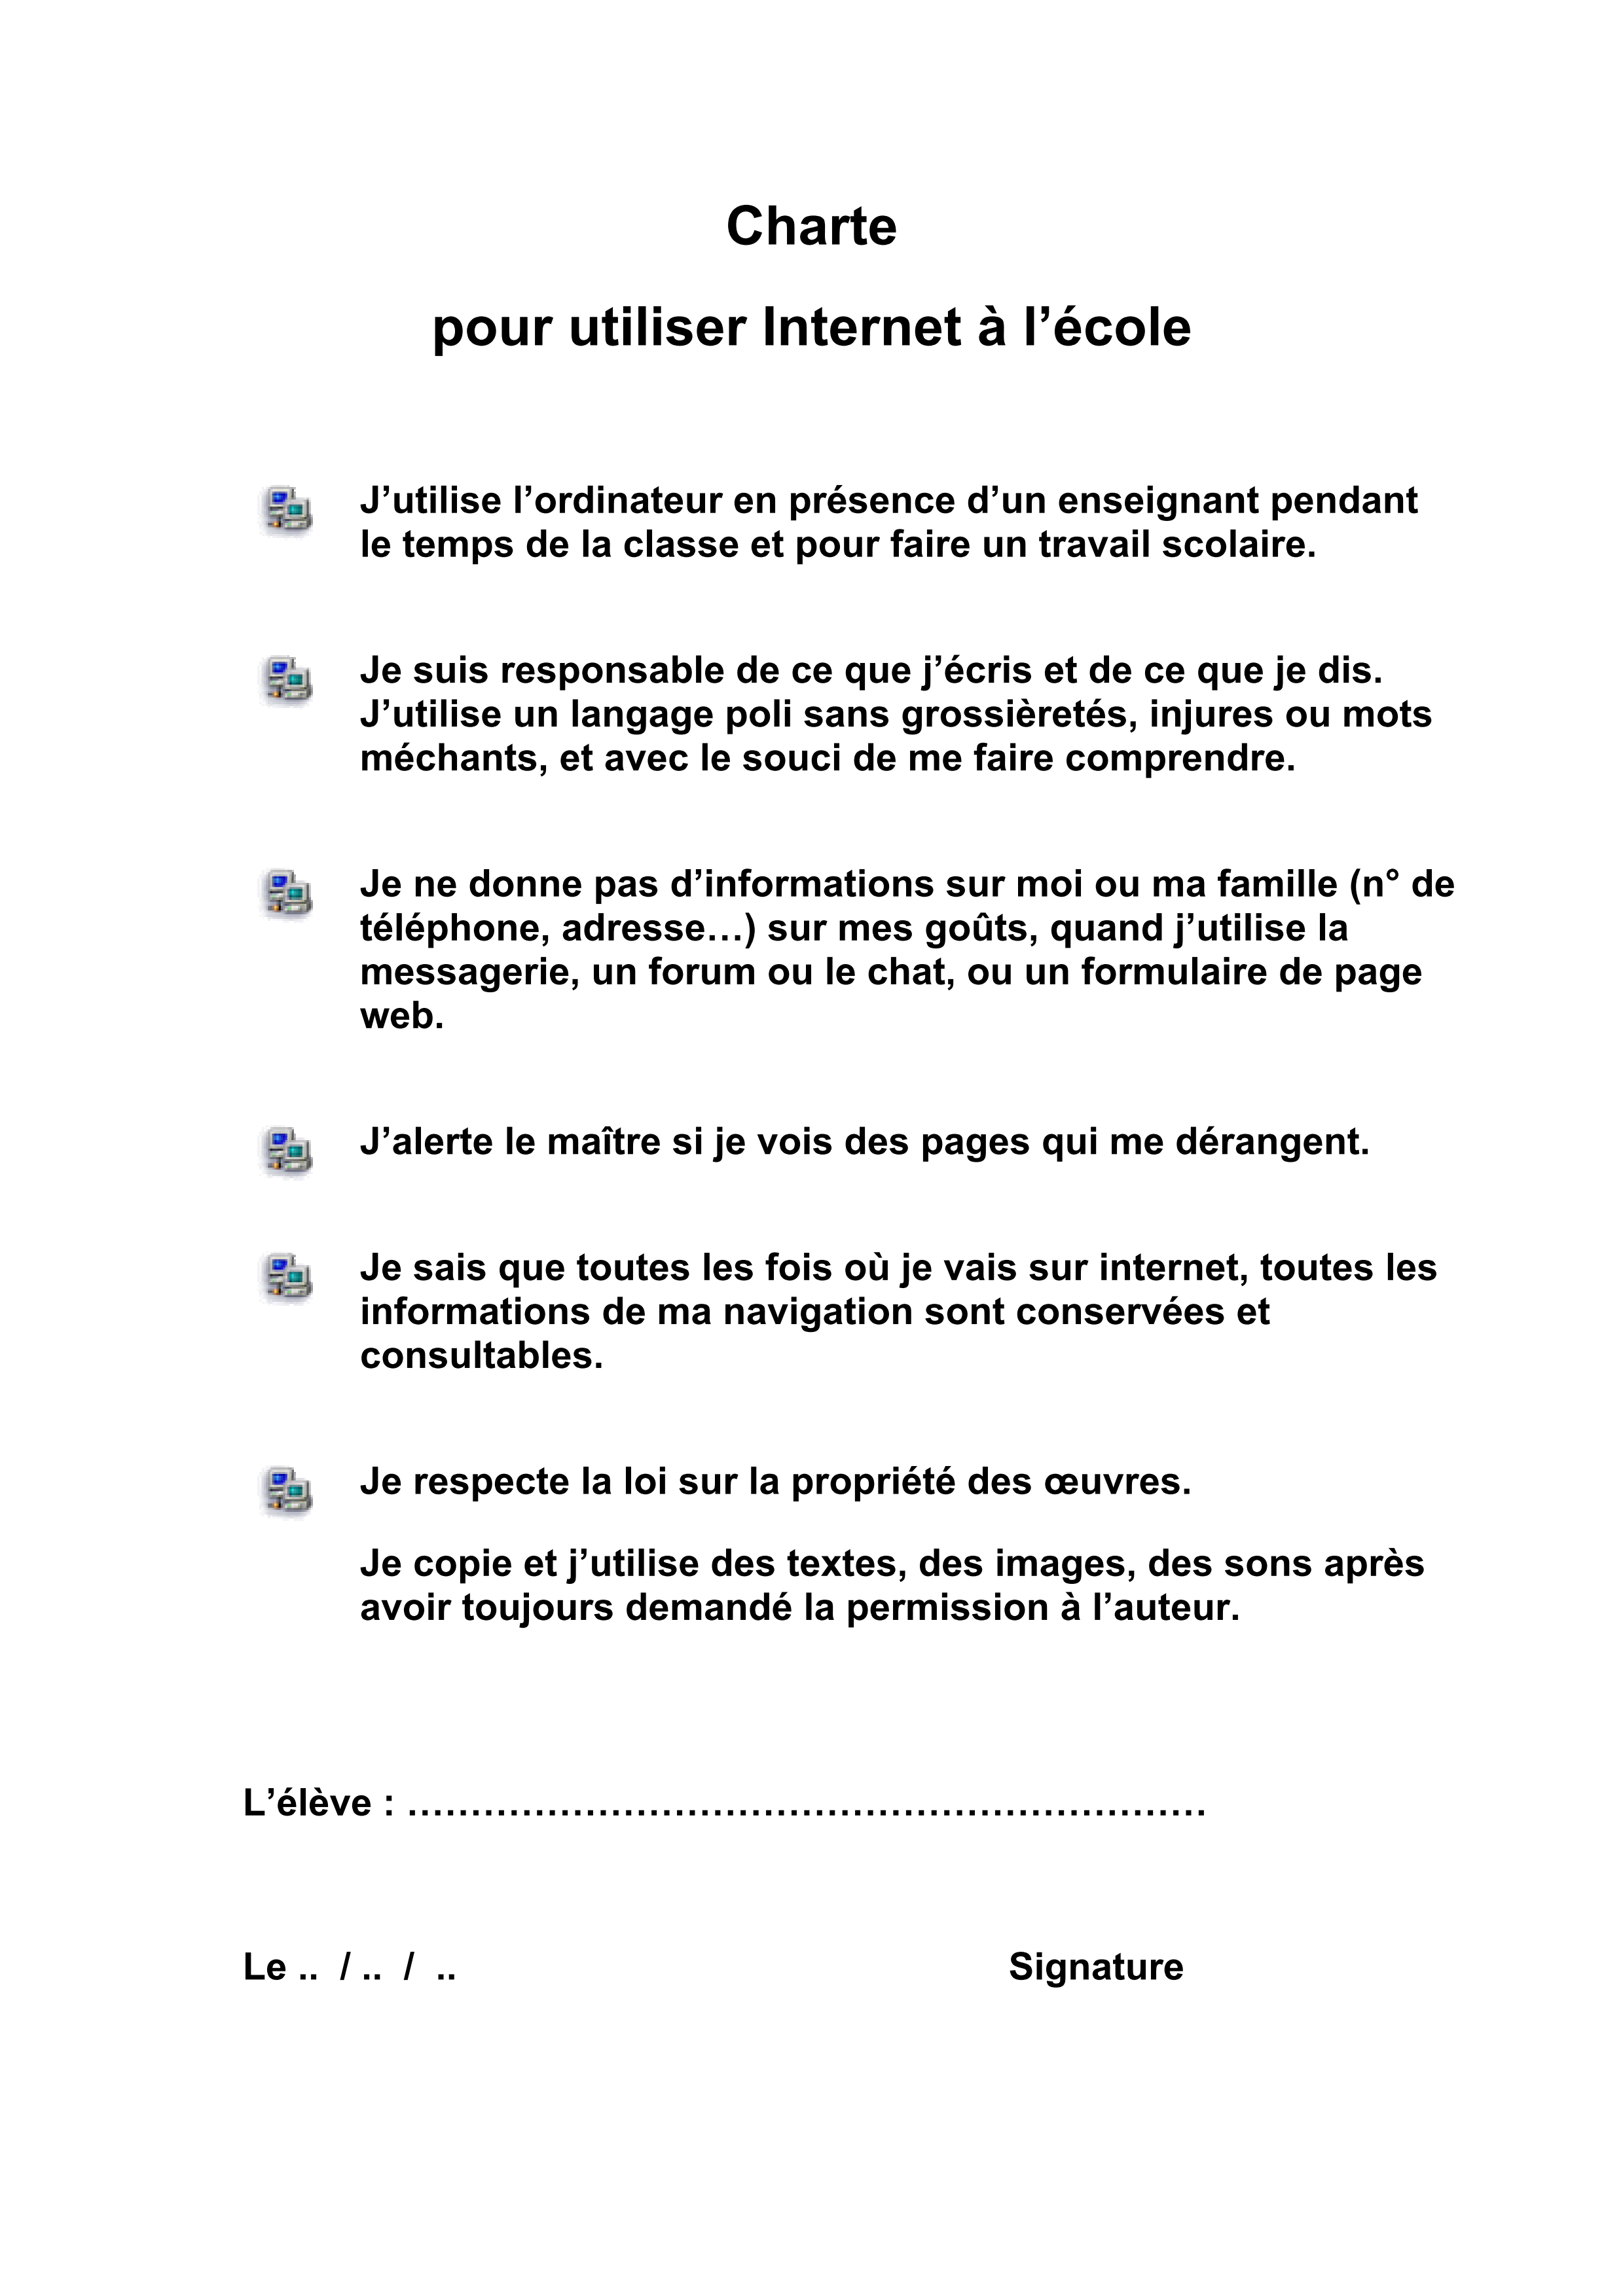 Charte
pour utiliser Internet à l’école
J’utilise l’ordinateur en présence d’un enseignant pendant
le temps de la classe et pour faire un travail scolaire.
Je suis responsable de ce que j’écris et de ce que je dis.
J’utilise un langage poli sans grossièretés, injures ou mots
méchants, et avec le souci de me faire comprendre.
Je ne donne pas d’informations sur moi ou ma famille (n° de
téléphone, adresse…) sur mes goûts, quand j’utilise la
messagerie, un forum ou le chat, ou un formulaire de page
web.
J’alerte le maître si je vois des pages qui me dérangent.
Je sais que toutes les fois où je vais sur internet, toutes les
informations de ma navigation sont conservées et
consultables.
Je respecte la loi sur la propriété des œuvres.
Je copie et j’utilise des textes, des images, des sons après
avoir toujours demandé la permission à l’auteur.
L’élève : ………………………………………………………
Le .. / .. / .. Signature